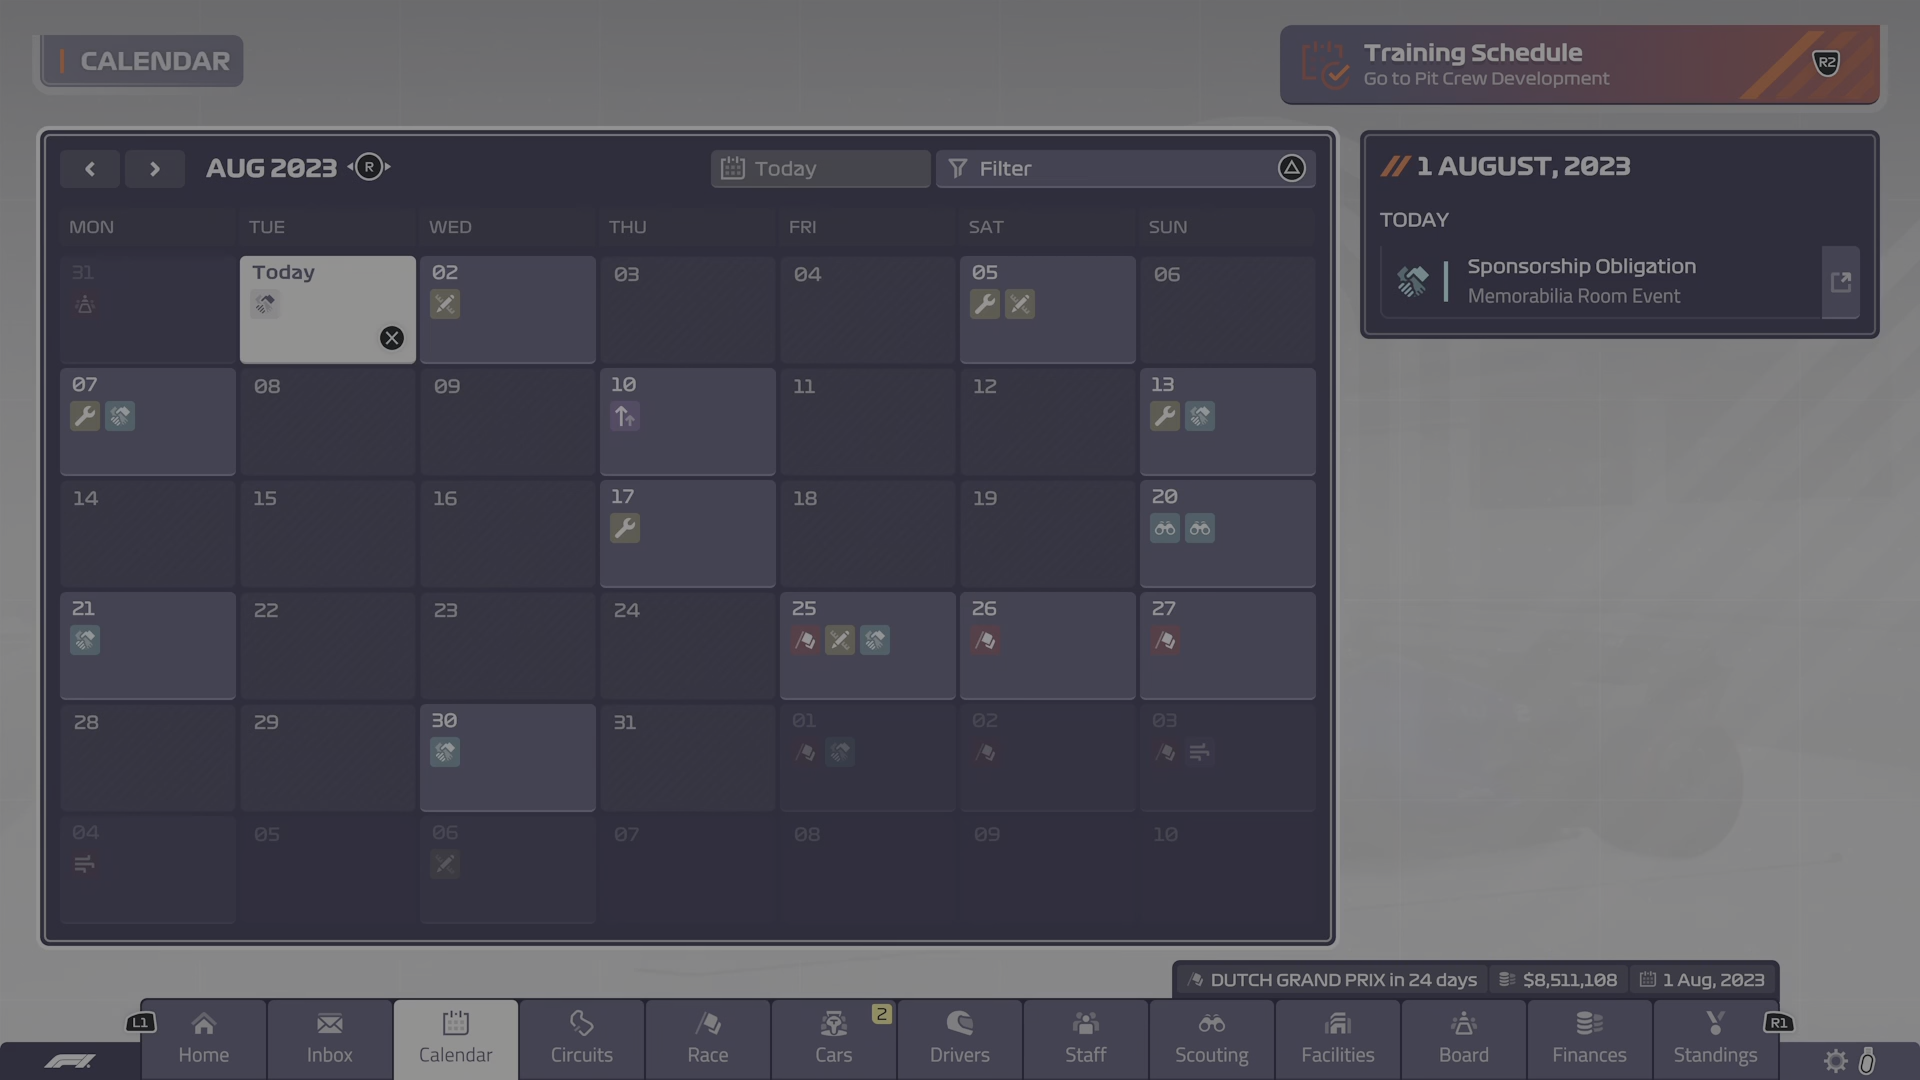 CALENDAR
Training Schedule
Go to Pit Crew Development
R2
AUG 2023
R
Today
Filter
MON TUE WED THU FRI SAT SUN
31 Today 02 03 04 05 06
07 08 09 10 11 12 13
14 15 16 17 18 19 20
21 22 23 24 25 26 27
28 29 30 31 01 02 03
04 05 06 07 08 09 10
1 AUGUST, 2023
TODAY
Sponsorship Obligation
Memorabilia Room Event
DUTCH GRAND PRIX in 24 days $8,511,108 1 Aug, 2023
L1 2 R1
Home Inbox Calendar Circuits Race Cars Drivers Staff Scouting Facilities Board Finances Standings